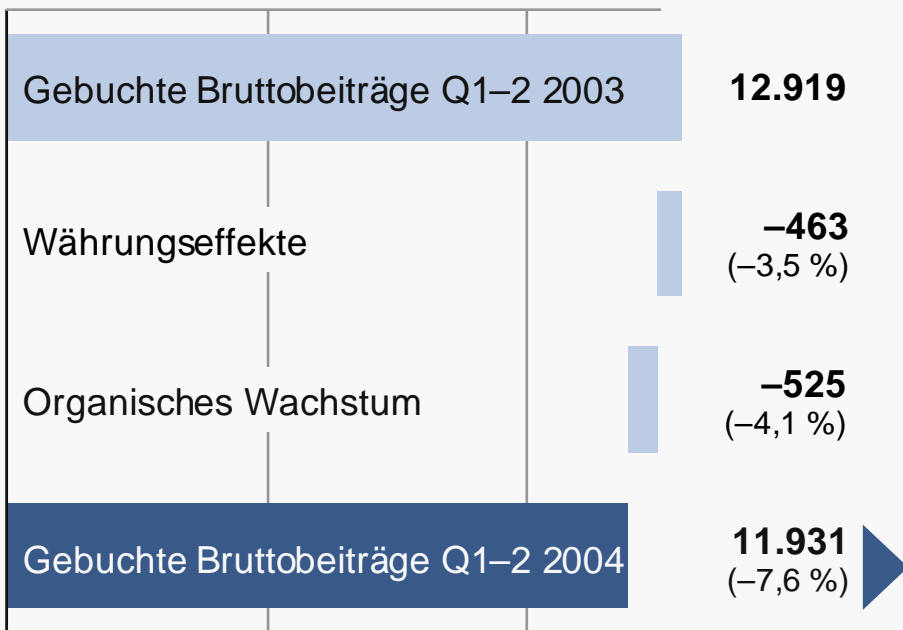 Gebuchte Bruttobeiträge Q1–2 2003 12.919
Währungseffekte –463
(–3,5 %)
Organisches Wachstum –525
(–4,1 %)
Gebuchte Bruttobeiträge Q1–2 2004 11.931
(–7,6 %)